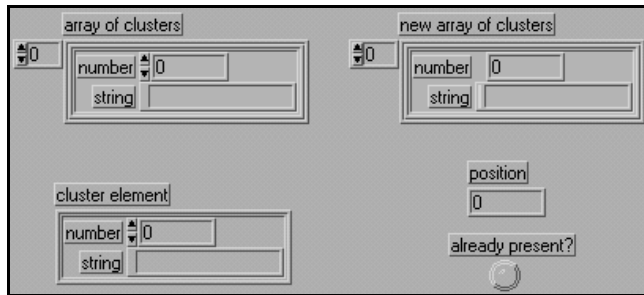 array of clusters
new array of clusters
0
number 0
string
0
number 0
string
cluster element
number 0
string
position
0
already present?